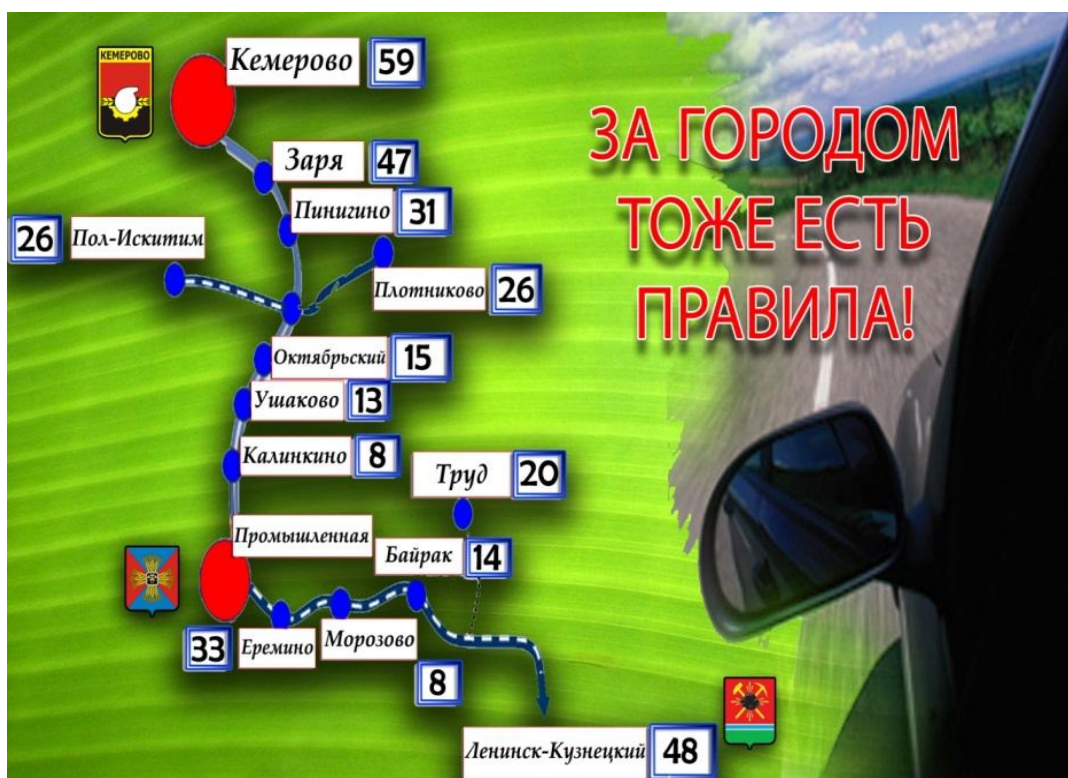 КЕМЕРОВО
Кемерово 59
Заря 47
Пинигино 31
26 Пол-Искитим
Плотниково 26
Октябрьский 15
Ушаково 13
Калинкино 8
Труд 20
Промышленная
Байрак 14
33 Еремино
Морозово
8
Ленинск-Кузнецкий 48
ЗА ГОРОДОМ
ТОЖЕ ЕСТЬ
ПРАВИЛА!